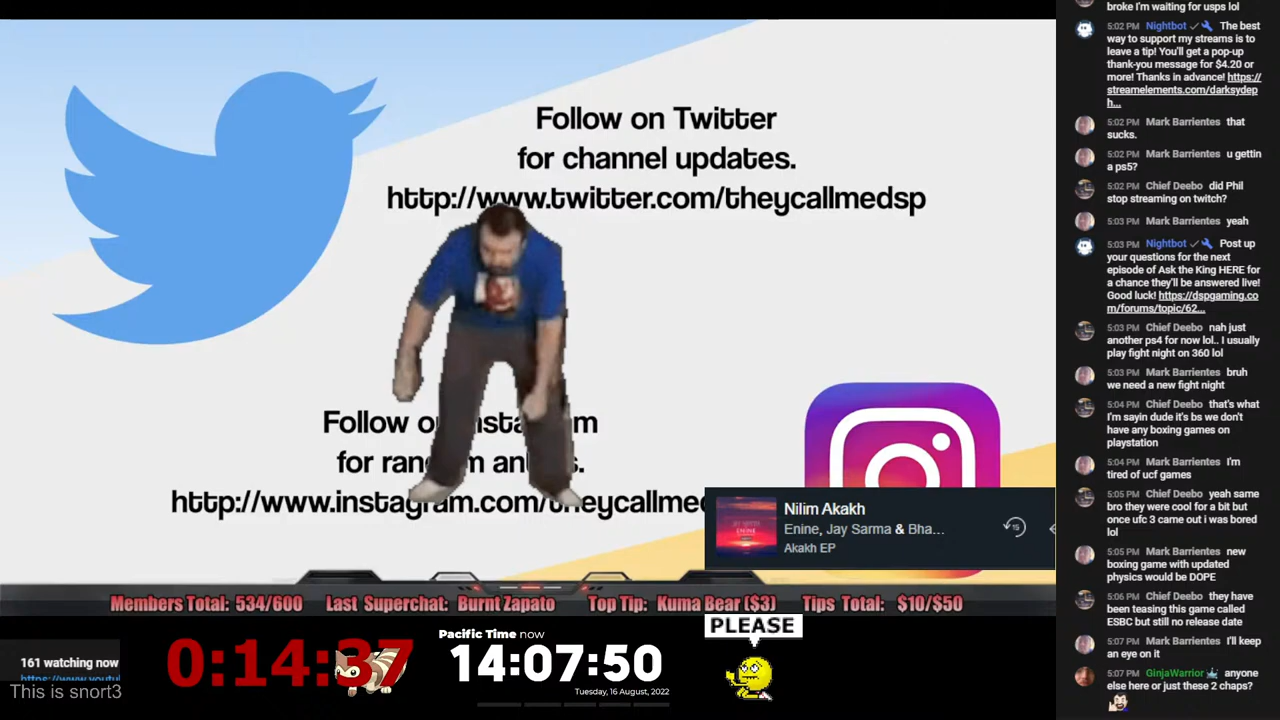 Follow on Twitter
for channel updates.
http://www.twitter.com/theycallmedsp
Follow on Instagram
for random antics.
http://www.instagram.com/theycallmed
Nilim Akakh
Enine, Jay Sarma & Bha...
Akakh EP
15
Members Total: 534/600 Last Superchat: Burnt Zapato Top Tip: Kuma Bear ($3) Tips Total: $10/$50
161 watching now
This is snort3
0:14:37
Pacific Time now
14:07:50
Tuesday, 16 August, 2022
PLEASE
broke I'm waiting for usps lol
5:02 PM Nightbot The best
way to support my streams is to
leave a tip! You'll get a pop-up
thank-you message for $4.20 or
more! Thanks in advance! https://
streamelements.com/darksydep
h...
5:02 PM Mark Barrientes that
sucks.
5:02 PM Mark Barrientes u gettin
a ps5?
5:02 PM Chief Deebo did Phil
stop streaming on twitch?
5:03 PM Mark Barrientes yeah
5:03 PM Nightbot Post up
your questions for the next
episode of Ask the King HERE for
a chance they'll be answered live!
Good luck! https://dspgaming.co
m/forums/topic/62...
5:03 PM Chief Deebo nah just
another ps4 for now lol.. I usually
play fight night on 360 lol
5:03 PM Mark Barrientes bruh
we need a new fight night
5:04 PM Chief Deebo that's what
I'm sayin dude it's bs we don't
have any boxing games on
playstation
5:04 PM Mark Barrientes I'm
tired of ucf games
5:05 PM Chief Deebo yeah same
bro they were cool for a bit but
once ufc 3 came out i was bored
lol
5:05 PM Mark Barrientes new
boxing game with updated
physics would be DOPE
5:06 PM Chief Deebo they have
been teasing this game called
ESBC but still no release date
5:07 PM Mark Barrientes I'll keep
an eye on it
5:07 PM GinjaWarrior anyone
else here or just these 2 chaps?